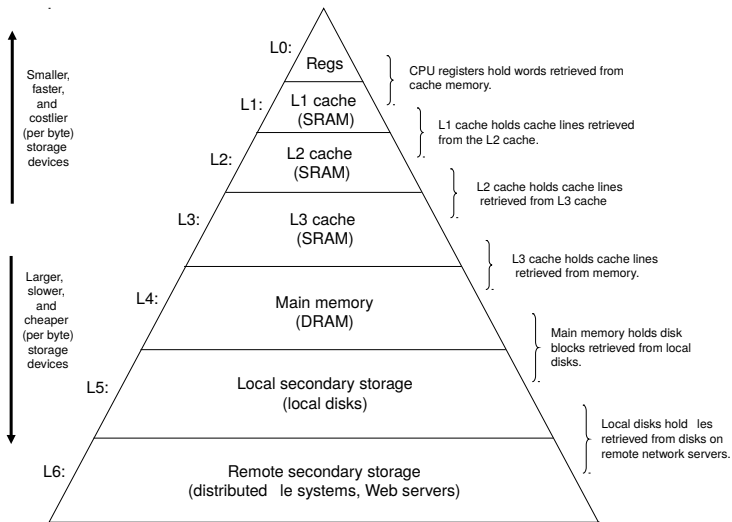 L0:
Regs
CPU registers hold words retrieved from
cache memory.
Smaller,
faster,
and
costlier
(per byte)
storage
devices
L1:
L1 cache
(SRAM)
L1 cache holds cache lines retrieved
from the L2 cache.
L2:
L2 cache
(SRAM)
L2 cache holds cache lines
retrieved from L3 cache
L3:
L3 cache
(SRAM)
L3 cache holds cache lines
retrieved from memory.
Larger,
slower,
and
cheaper
(per byte)
storage
devices
L4:
Main memory
(DRAM)
Main memory holds disk
blocks retrieved from local
disks.
L5:
Local secondary storage
(local disks)
Local disks hold les
retrieved from disks on
remote network servers.
L6:
Remote secondary storage
(distributed le systems, Web servers)